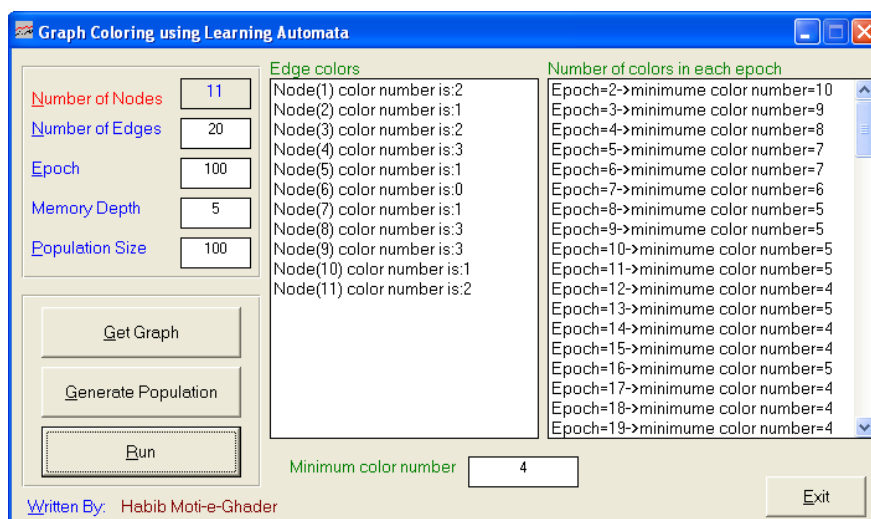 Graph Coloring using Learning Automata
Number of Nodes 11
Number of Edges 20
Epoch 100
Memory Depth 5
Population Size 100
Get Graph
Generate Population
Run
Written By: Habib Moti-e-Ghader
Edge colors
Node(1) color number is:2
Node(2) color number is:1
Node(3) color number is:2
Node(4) color number is:3
Node(5) color number is:1
Node(6) color number is:0
Node(7) color number is:1
Node(8) color number is:3
Node(9) color number is:3
Node(10) color number is:1
Node(11) color number is:2
Number of colors in each epoch
Epoch=2->minimume color number=10
Epoch=3->minimume color number=9
Epoch=4->minimume color number=8
Epoch=5->minimume color number=7
Epoch=6->minimume color number=7
Epoch=7->minimume color number=6
Epoch=8->minimume color number=5
Epoch=9->minimume color number=5
Epoch=10->minimume color number=5
Epoch=11->minimume color number=5
Epoch=12->minimume color number=4
Epoch=13->minimume color number=5
Epoch=14->minimume color number=4
Epoch=15->minimume color number=4
Epoch=16->minimume color number=5
Epoch=17->minimume color number=4
Epoch=18->minimume color number=4
Epoch=19->minimume color number=4
Minimum color number 4
Exit